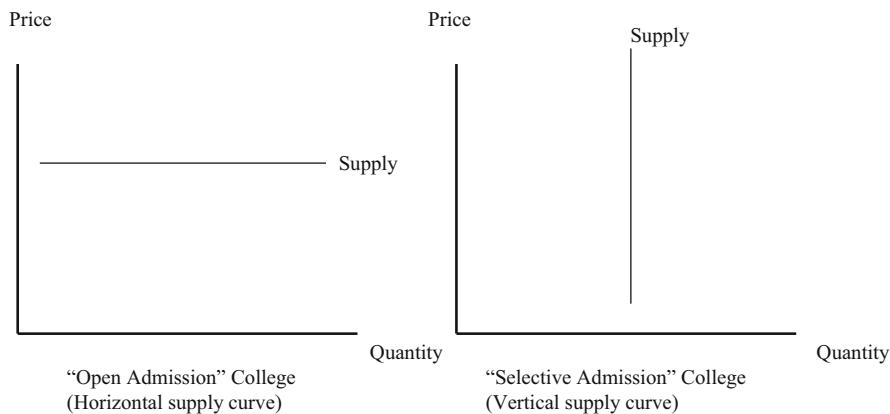 Price
Supply
Quantity
“Open Admission” College
(Horizontal supply curve)
Price
Supply
Quantity
“Selective Admission” College
(Vertical supply curve)